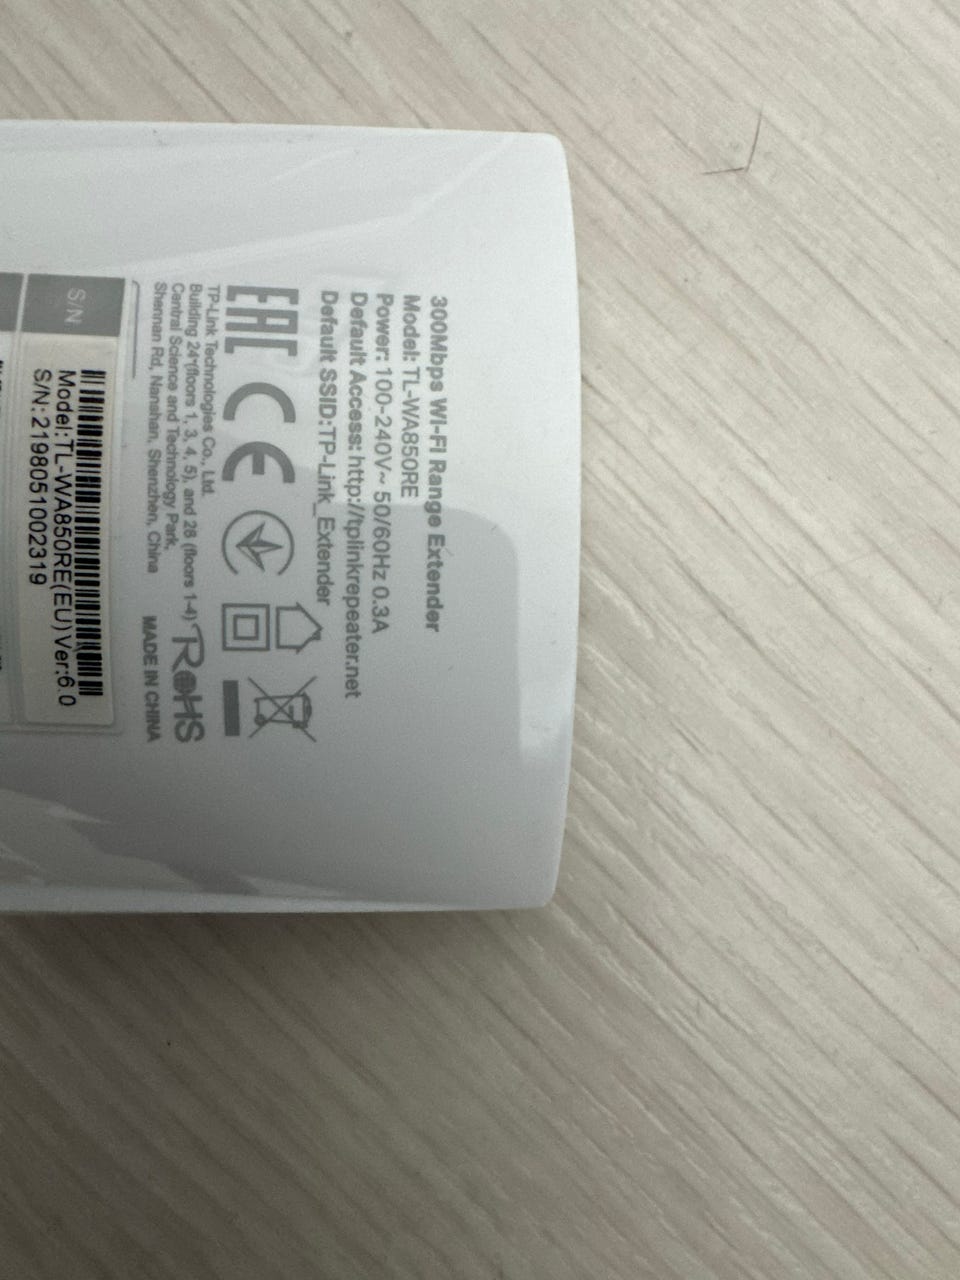 300Mbps Wi-Fi Range Extender
Model: TL-WA850RE
Power: 100-240V~ 50/60Hz 0.3A
Default Access: http://tplinkrepeater.net
Default SSID:TP-Link_Extender
EAC CE
TP-Link Technologies Co., Ltd.
Building 24 (floors 1, 3, 4, 5), and 28 (floors 1-4)
Central Science and Technology Park,
Shennan Rd, Nanshan, Shenzhen, China
RoHS
MADE IN CHINA
S/N
Model:TL-WA850RE(EU) Ver:6.0
S/N:2198051002319